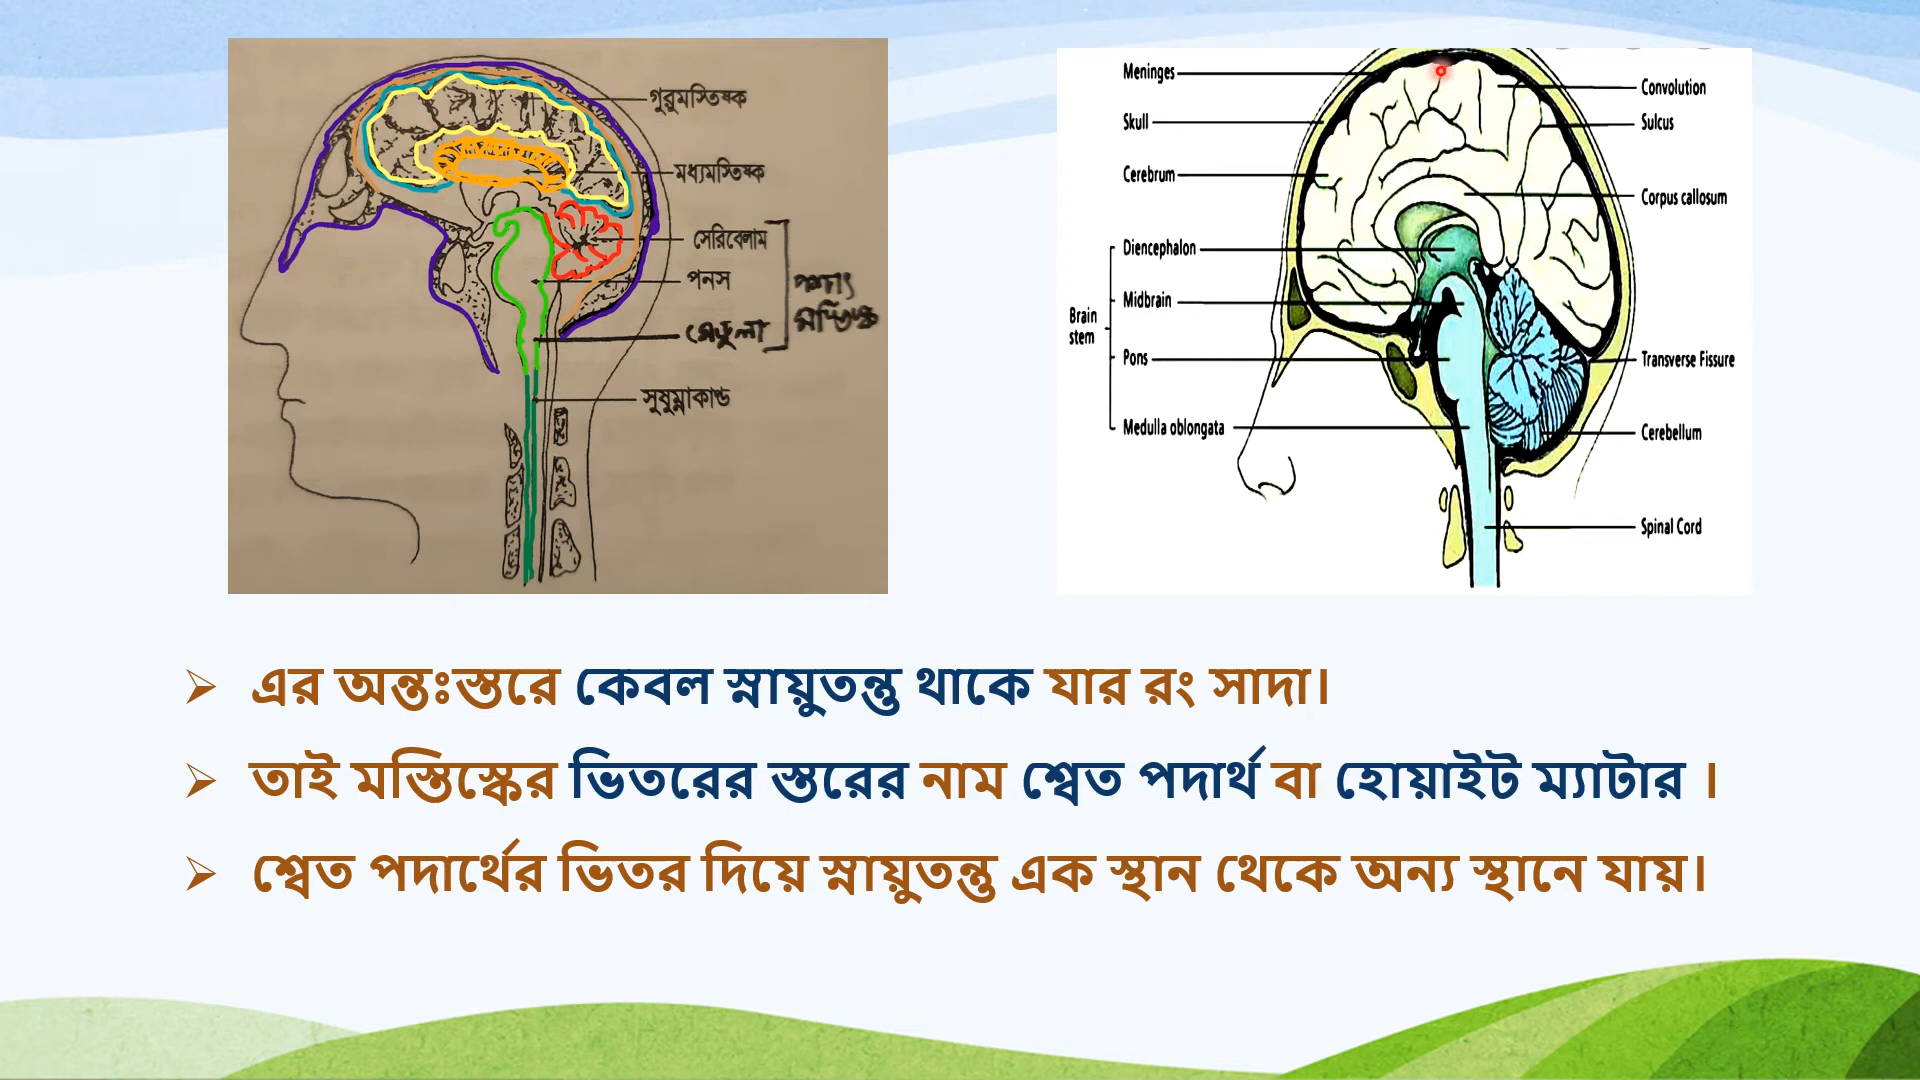 গুরুমস্তিষ্ক
মধ্যমস্তিষ্ক
সেরিবেলাম
পনস
মেডুলা
পশ্চাৎ
মস্তিষ্ক
সুষুম্নাকান্ড
Meninges
Skull
Cerebrum
Diencephalon
Midbrain
Brain
stem
Pons
Medulla oblongata
Convolution
Sulcus
Corpus callosum
Transverse Fissure
Cerebellum
Spinal Cord
এর অন্তঃস্তরে কেবল স্নায়ুতন্তু থাকে যার রং সাদা।
তাই মস্তিস্কের ভিতরের স্তরের নাম শ্বেত পদার্থ বা হোয়াইট ম্যাটার ।
শ্বেত পদার্থের ভিতর দিয়ে স্নায়ুতন্তু এক স্থান থেকে অন্য স্থানে যায়।